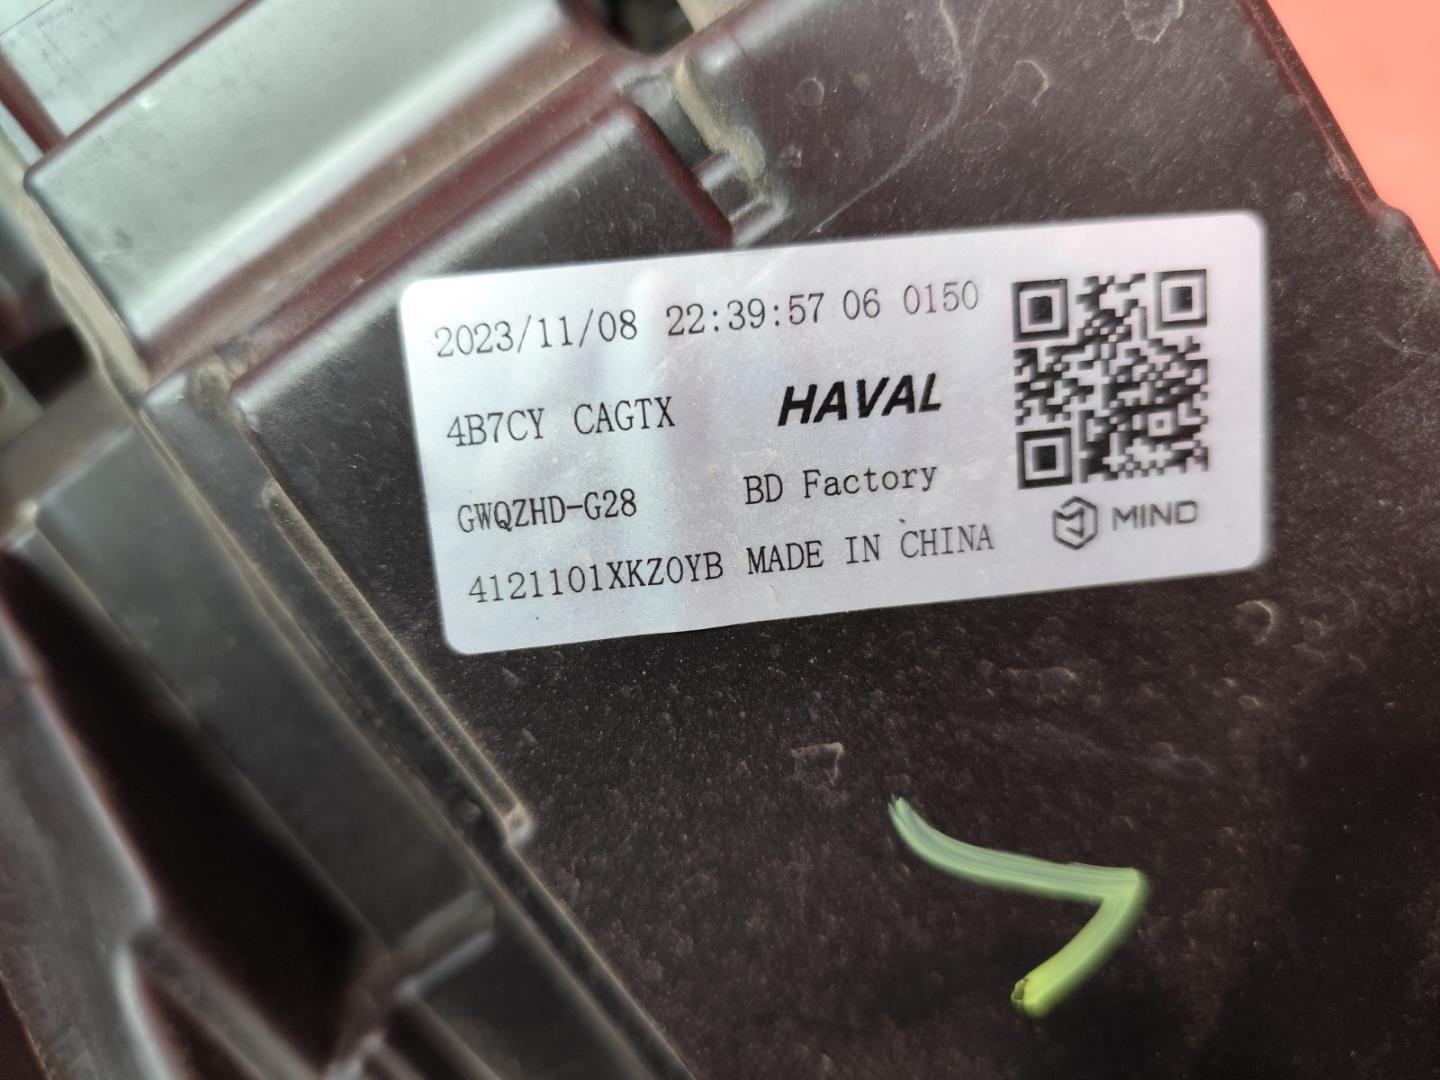 2023/11/08 22:39:57 06 0150
4B7CY CAGTX HAVAL
GWQZHD-G28 BD Factory
MIND
4121101XKZ0YB MADE IN CHINA